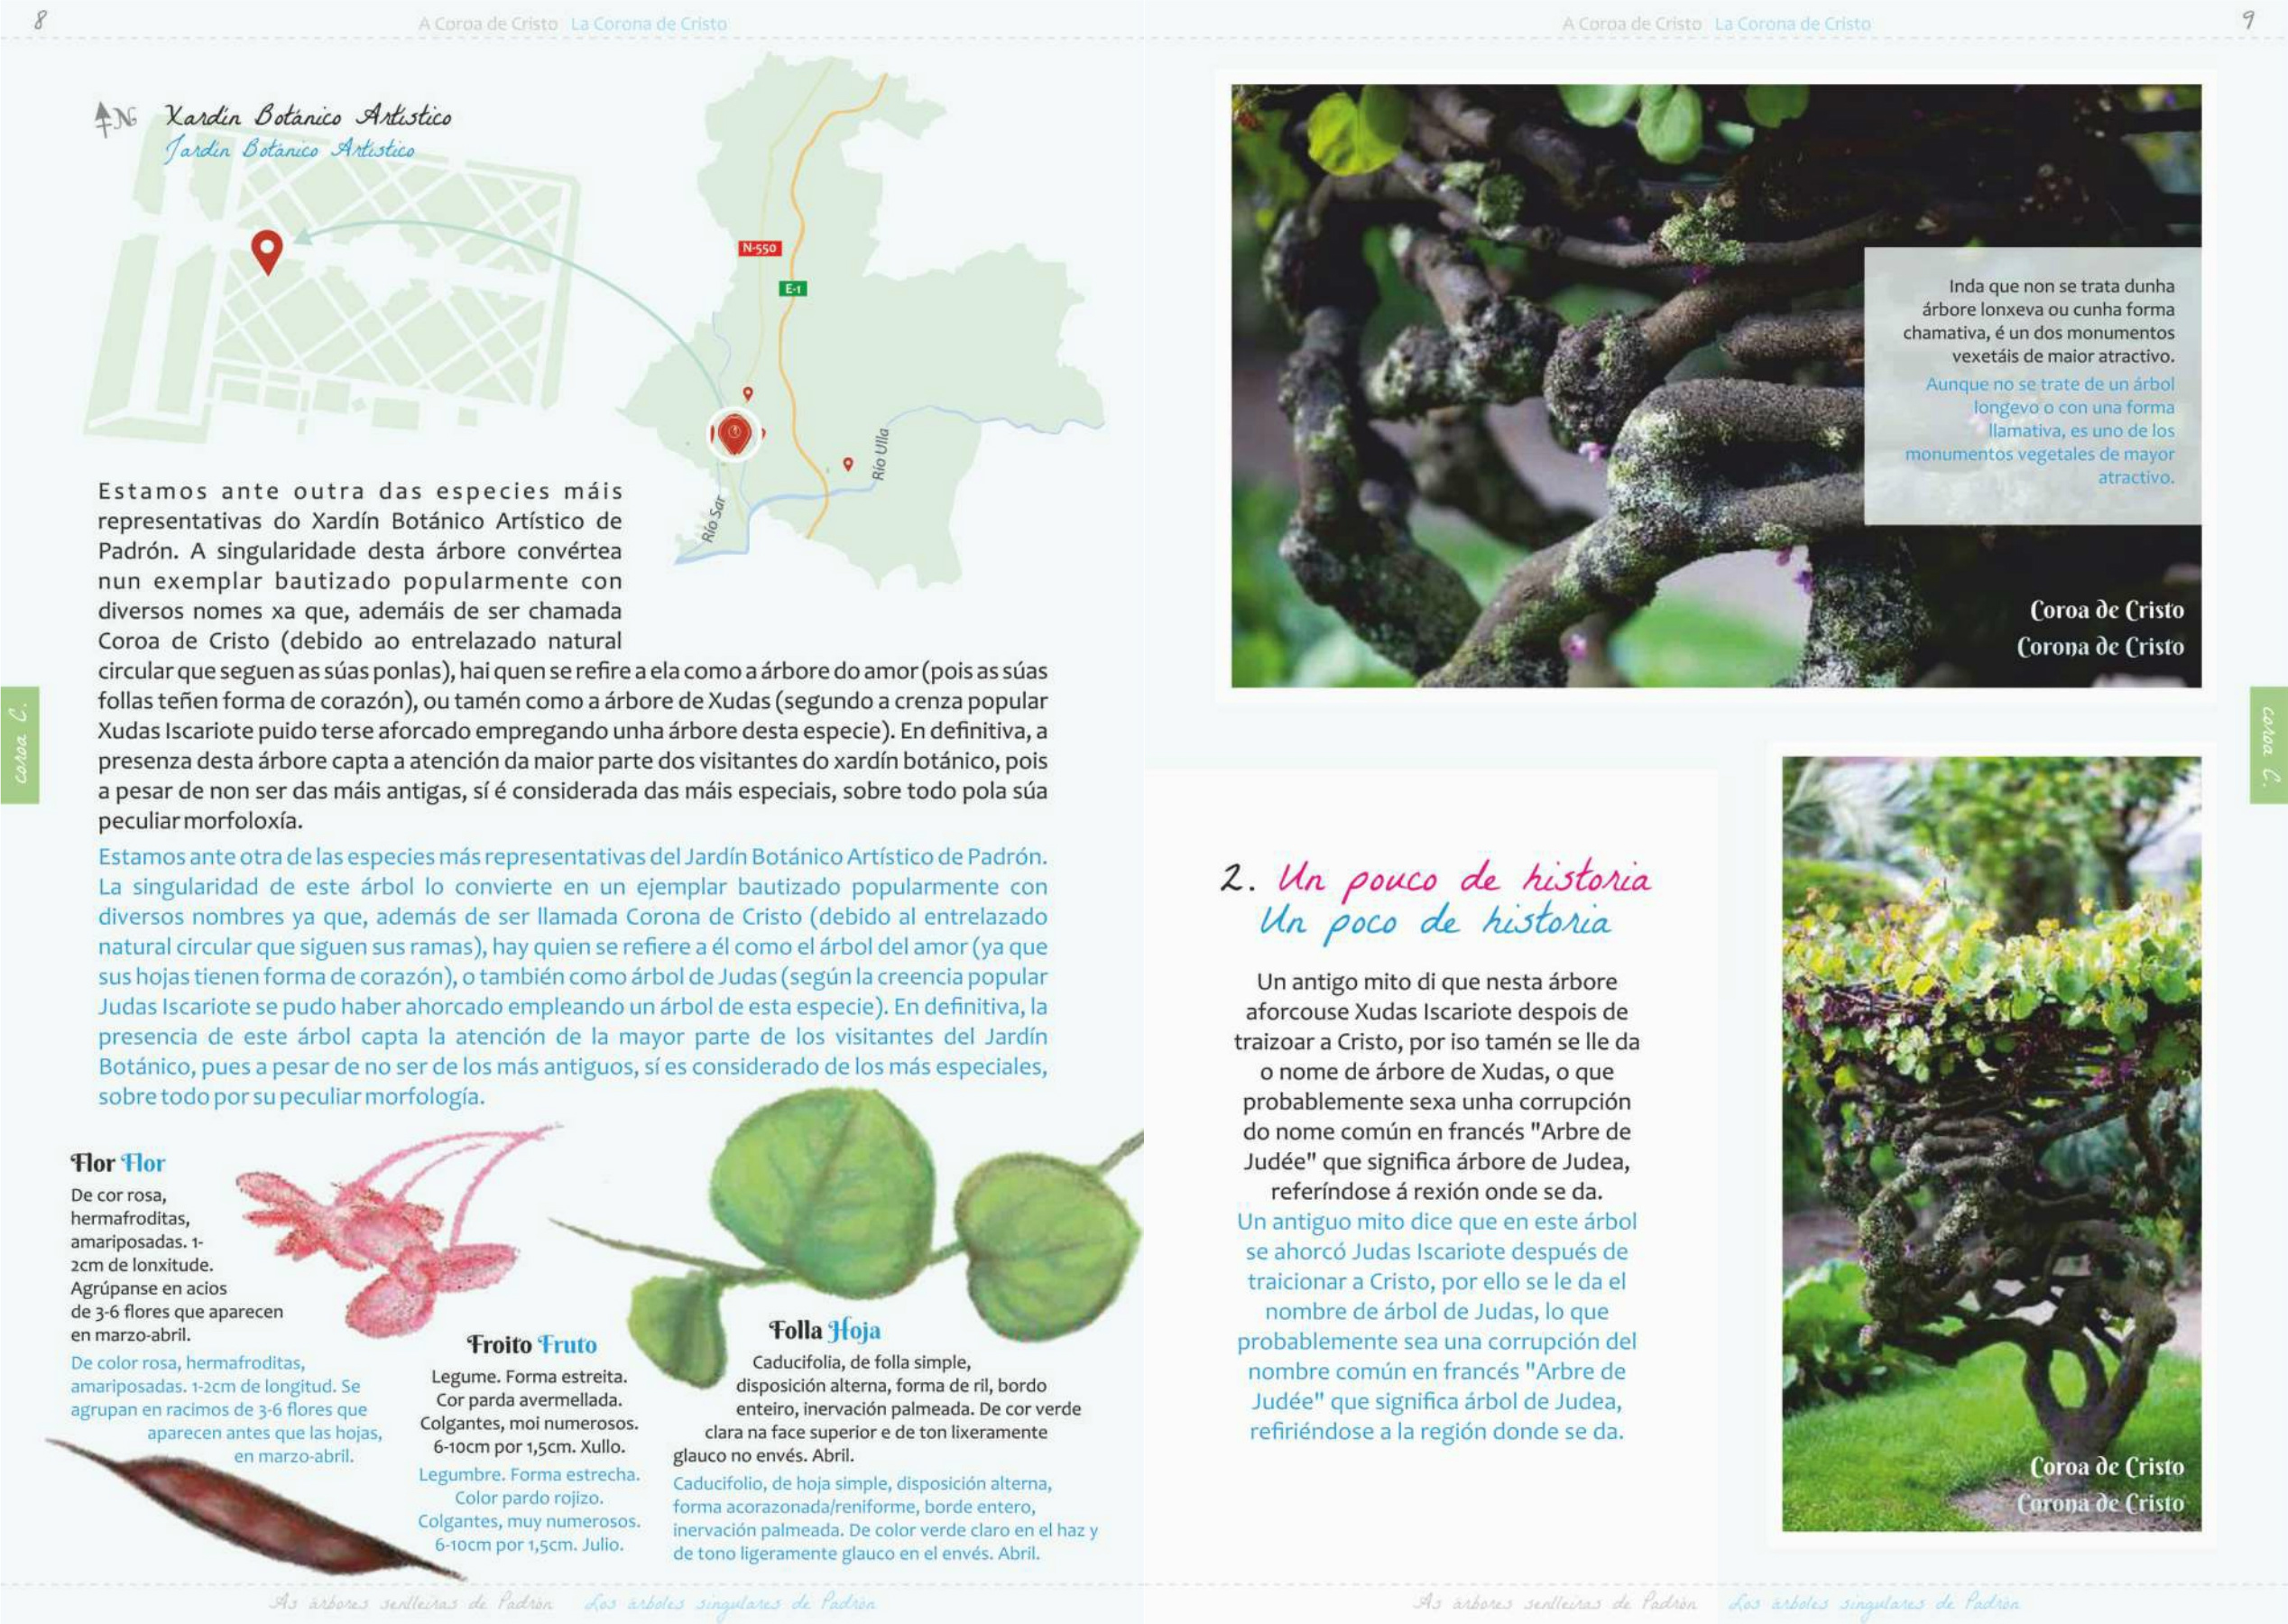 8
A Coroa de Cristo La Corona de Cristo
N
Xardín Botánico Artístico
Jardín Botánico Artístico
N-550
E-1
Río Ulla
Río Sar
Estamos ante outra das especies máis
representativas do Xardín Botánico Artístico de
Padrón. A singularidade desta árbore convértea
nun exemplar bautizado popularmente con
diversos nomes xa que, ademáis de ser chamada
Coroa de Cristo (debido ao entrelazado natural
circular que seguen as súas ponlas), hai quen se refire a ela como a árbore do amor (pois as súas
follas teñen forma de corazón), ou tamén como a árbore de Xudas (segundo a crenza popular
Xudas Iscariote puido terse aforcado empregando unha árbore desta especie). En definitiva, a
presenza desta árbore capta a atención da maior parte dos visitantes do xardín botánico, pois
a pesar de non ser das máis antigas, sí é considerada das máis especiais, sobre todo pola súa
peculiar morfoloxía.
Estamos ante otra de las especies más representativas del Jardín Botánico Artístico de Padrón.
La singularidad de este árbol lo convierte en un ejemplar bautizado popularmente con
diversos nombres ya que, además de ser llamada Corona de Cristo (debido al entrelazado
natural circular que siguen sus ramas), hay quien se refiere a él como el árbol del amor (ya que
sus hojas tienen forma de corazón), o también como árbol de Judas (según la creencia popular
Judas Iscariote se pudo haber ahorcado empleando un árbol de esta especie). En definitiva, la
presencia de este árbol capta la atención de la mayor parte de los visitantes del Jardín
Botánico, pues a pesar de no ser de los más antiguos, sí es considerado de los más especiales,
sobre todo por su peculiar morfología.
coroa C.
Flor Flor
De cor rosa,
hermafroditas,
amariposadas. 1-
2cm de lonxitude.
Agrúpanse en acios
de 3-6 flores que aparecen
en marzo-abril.
De color rosa, hermafroditas,
amariposadas. 1-2cm de longitud. Se
agrupan en racimos de 3-6 flores que
aparecen antes que las hojas,
en marzo-abril.
Froito Fruto
Legume. Forma estreita.
Cor parda avermellada.
Colgantes, moi numerosos.
6-10cm por 1,5cm. Xullo.
Legumbre. Forma estrecha.
Color pardo rojizo.
Colgantes, muy numerosos.
6-10cm por 1,5cm. Julio.
Folla Hoja
Caducifolia, de folla simple,
disposición alterna, forma de ril, bordo
enteiro, inervación palmeada. De cor verde
clara na face superior e de ton lixeramente
glauco no envés. Abril.
Caducifolio, de hoja simple, disposición alterna,
forma acorazonada/reniforme, borde entero,
inervación palmeada. De color verde claro en el haz y
de tono ligeramente glauco en el envés. Abril.
As árbores senlleiras de Padrón Los árboles singulares de Padrón
A Coroa de Cristo La Corona de Cristo
9
Inda que non se trata dunha
árbore lonxeva ou cunha forma
chamativa, é un dos monumentos
vexetáis de maior atractivo.
Aunque no se trate de un árbol
longevo o con una forma
llamativa, es uno de los
monumentos vegetales de mayor
atractivo.
Coroa de Cristo
Corona de Cristo
coroa C.
2. Un pouco de historia
Un poco de historia
Un antigo mito di que nesta árbore
aforcouse Xudas Iscariote despois de
traizoar a Cristo, por iso tamén se lle da
o nome de árbore de Xudas, o que
probablemente sexa unha corrupción
do nome común en francés "Arbre de
Judée" que significa árbore de Judea,
referíndose á rexión onde se da.
Un antiguo mito dice que en este árbol
se ahorcó Judas Iscariote después de
traicionar a Cristo, por ello se le da el
nombre de árbol de Judas, lo que
probablemente sea una corrupción del
nombre común en francés "Arbre de
Judée" que significa árbol de Judea,
refiriéndose a la región donde se da.
Coroa de Cristo
Corona de Cristo
As árbores senlleiras de Padrón Los árboles singulares de Padrón